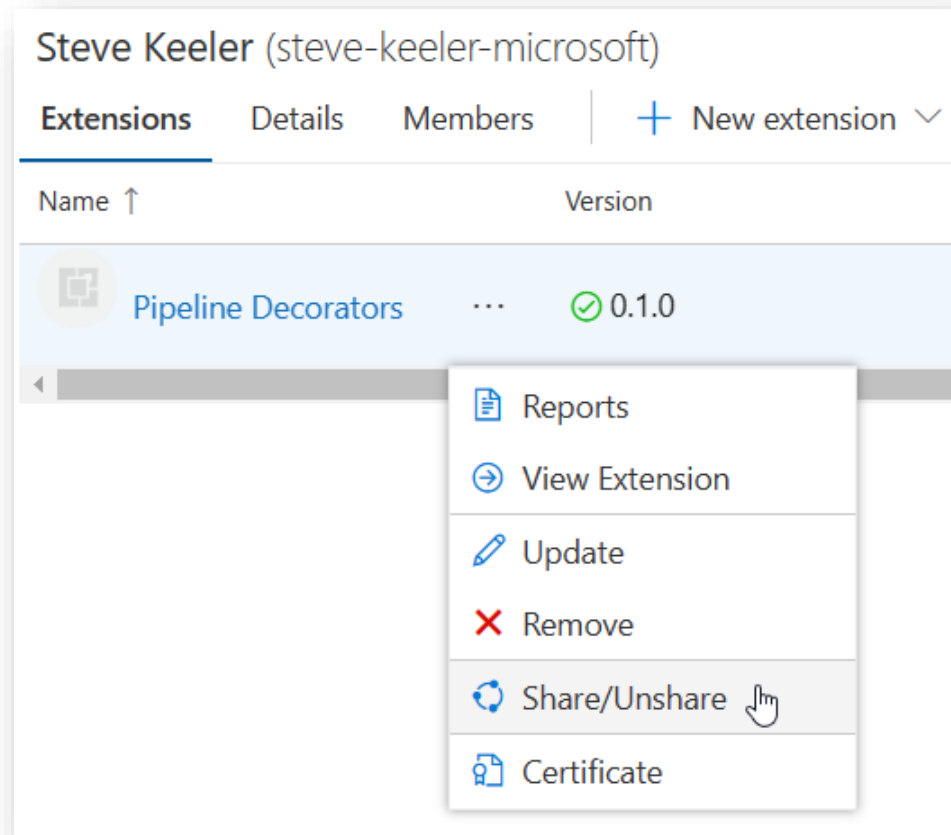 Steve Keeler (steve-keeler-microsoft)
Extensions Details Members + New extension
Name ↑ Version
Pipeline Decorators ... 0.1.0
Reports
View Extension
Update
Remove
Share/Unshare
Certificate